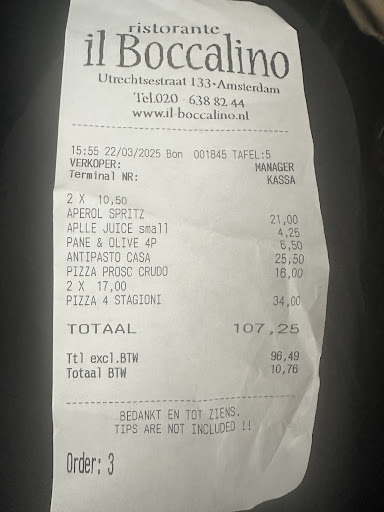 ristorante
il Boccalino
Utrechtsestraat 133·Amsterdam
Tel.020 - 638 82 44
www.il-boccalino.nl
15:55 22/03/2025 Bon 001845 TAFEL:5
VERKOPER: MANAGER
Terminal NR: KASSA
2 X 10,50
APEROL SPRITZ 21,00
APLLE JUICE small 4,25
PANE & OLIVE 4P 6,50
ANTIPASTO CASA 25,50
PIZZA PROSC CRUDO 16,00
2 X 17,00
PIZZA 4 STAGIONI 34,00
TOTAAL 107,25
Ttl excl.BTW 96,49
Totaal BTW 10,76
BEDANKT EN TOT ZIENS.
TIPS ARE NOT INCLUDED !!
Order: 3